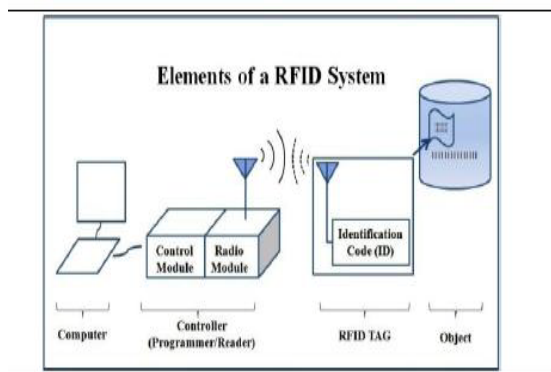 Elements of a RFID System
Control
Module
Radio
Module
Identification
Code (ID)
Computer
Controller
(Programmer/Reader)
RFID TAG
Object